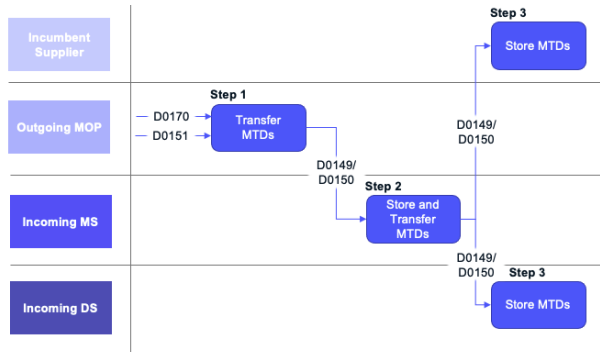 Step 3
Incumbent
Supplier
Store MTDs
Step 1
D0170
Outgoing MOP
Transfer
MTDs
D0151
D0149/
D0150
D0149/
D0150
Step 2
Incoming MS
Store and
Transfer
MTDs
D0149/
D0150
Step 3
Incoming DS
Store MTDs